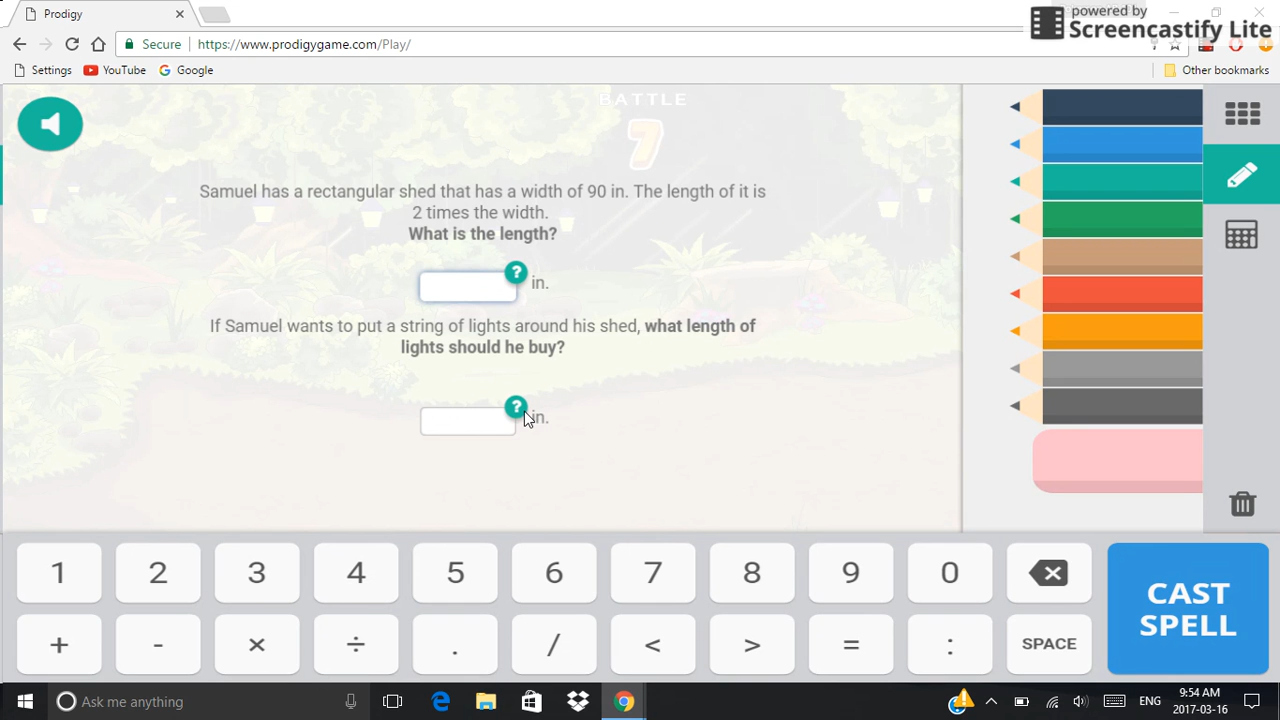 Prodigy
powered by
Screencastify Lite
Secure
https://www.prodigygame.com/Play/
Settings
YouTube
Google
Other bookmarks
BATTLE
7
Samuel has a rectangular shed that has a width of 90 in. The length of it is
2 times the width.
What is the length?
?
in.
If Samuel wants to put a string of lights around his shed, what length of
lights should he buy?
?
in.
1 2 3 4 5 6 7 8 9 0
CAST
SPELL
+ - × ÷ . / < > = : SPACE
Ask me anything
ENG
9:54 AM
2017-03-16